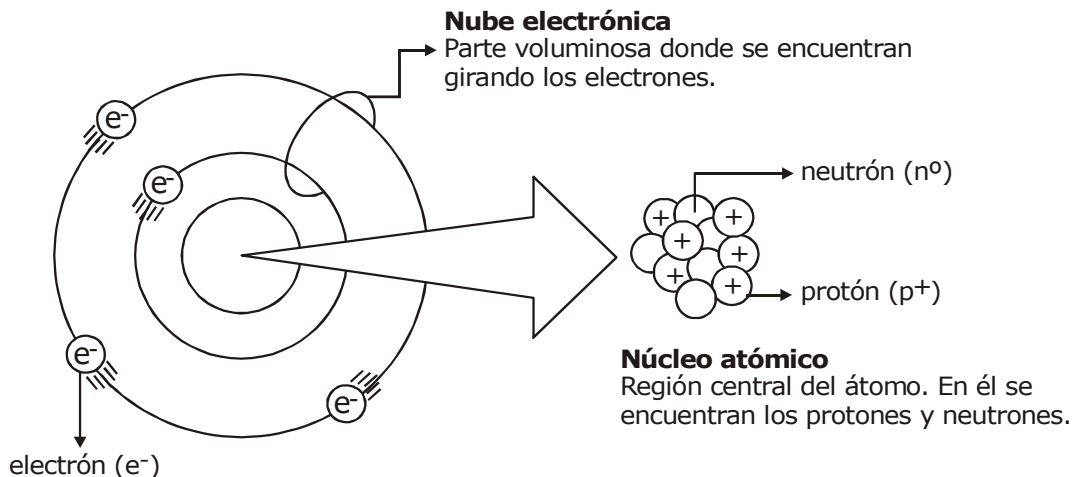 Nube electrónica
Parte voluminosa donde se encuentran
girando los electrones.
e-
e-
e-
e-
electrón (e-)
neutrón (nº)
+
+
+
+
+
+
protón (p+)
Núcleo atómico
Región central del átomo. En él se
encuentran los protones y neutrones.